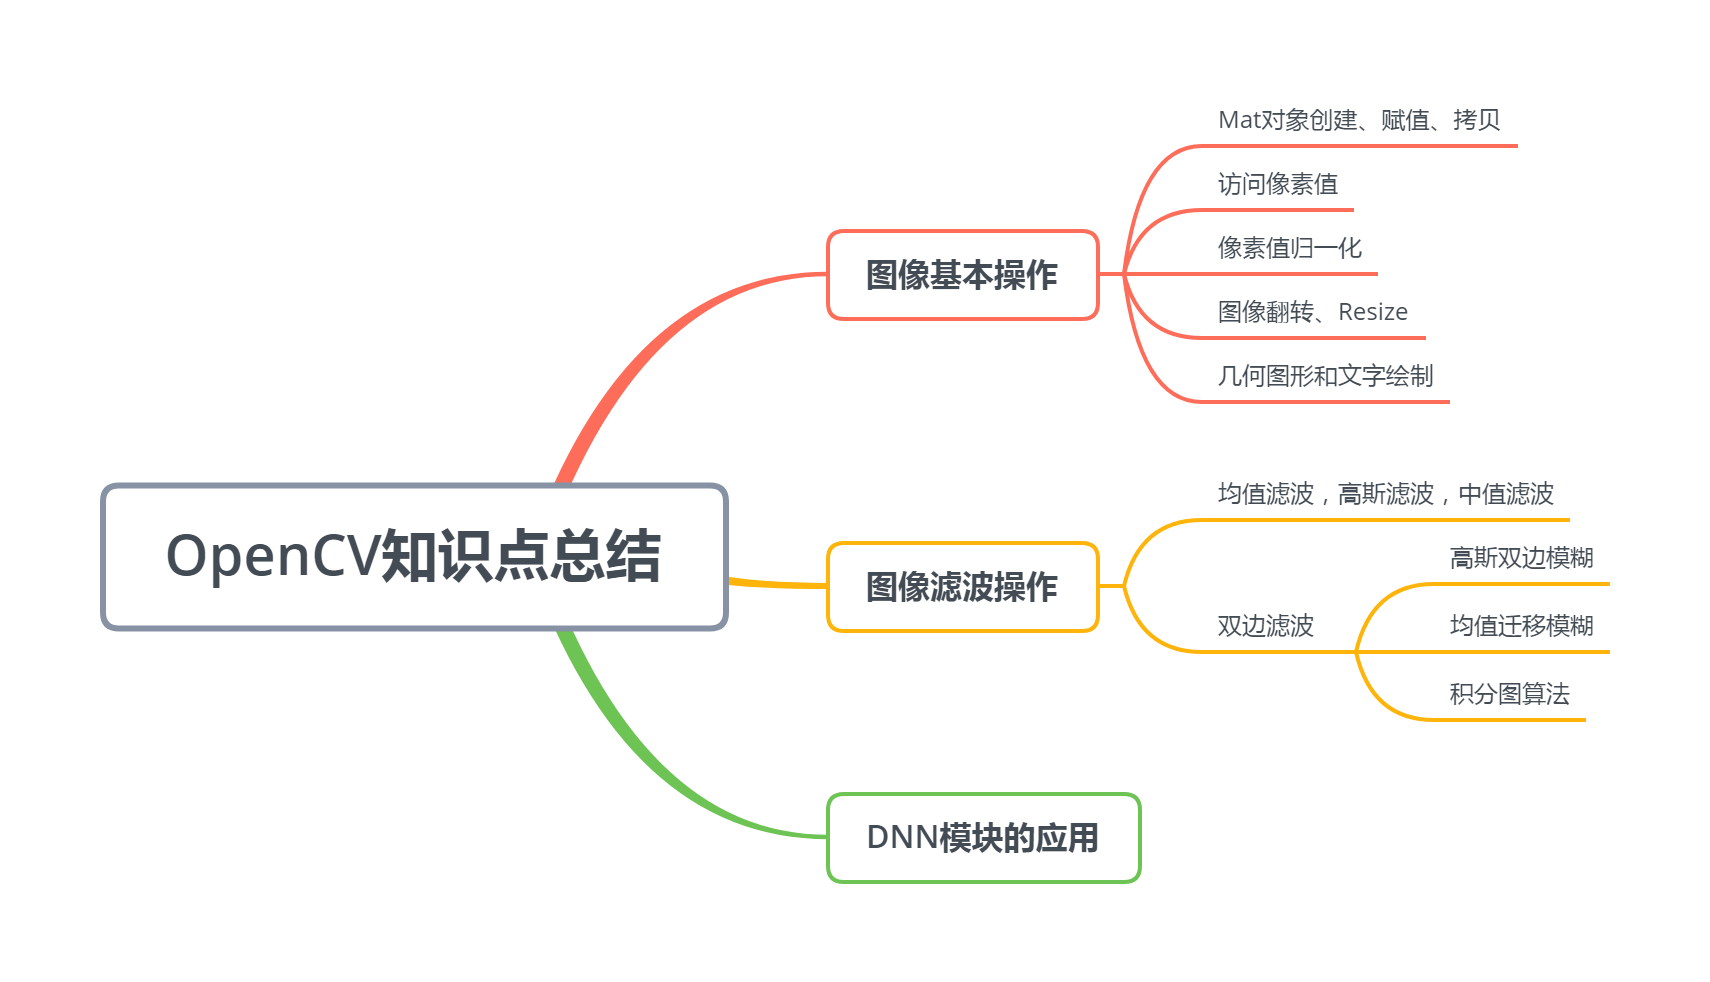 OpenCV知识点总结
图像基本操作
Mat对象创建、赋值、拷贝
访问像素值
像素值归一化
图像翻转、Resize
几何图形和文字绘制
图像滤波操作
均值滤波，高斯滤波，中值滤波
双边滤波
高斯双边模糊
均值迁移模糊
积分图算法
DNN模块的应用